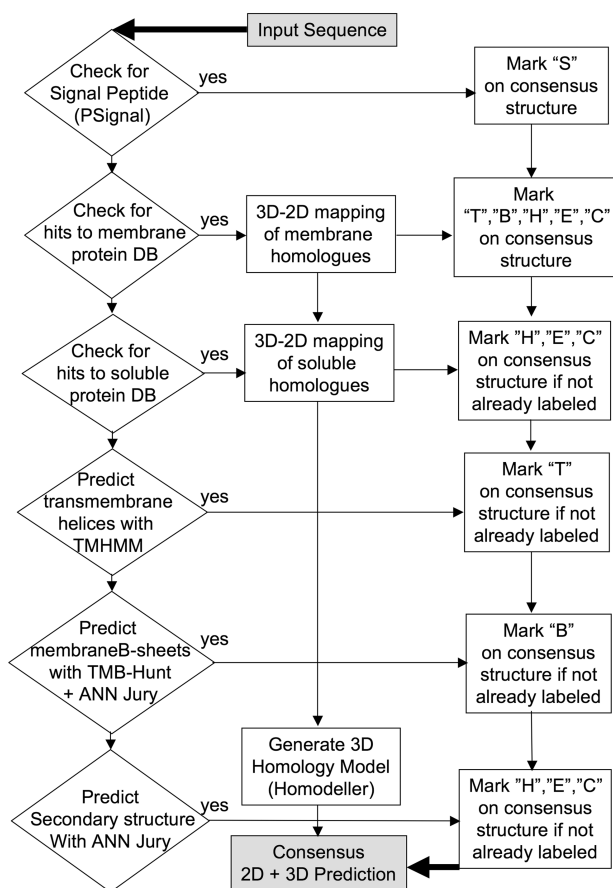 Input Sequence
Check for
Signal Peptide
(PSignal)
yes
Mark “S”
on consensus
structure
Check for
hits to membrane
protein DB
yes
3D-2D mapping
of membrane
homologues
Mark
“T”,”B”,”H”,”E”,”C”
on consensus
structure
Check for
hits to soluble
protein DB
yes
3D-2D mapping
of soluble
homologues
Mark ”H”,”E”,”C”
on consensus
structure if not
already labeled
Predict
transmembrane
helices with
TMHMM
yes
Mark “T”
on consensus
structure if not
already labeled
Predict
membraneB-sheets
with TMB-Hunt
+ ANN Jury
yes
Mark “B”
on consensus
structure if not
already labeled
Generate 3D
Homology Model
(Homodeller)
Predict
Secondary structure
With ANN Jury
yes
Mark ”H”,”E”,”C”
on consensus
structure if not
already labeled
Consensus
2D + 3D Prediction